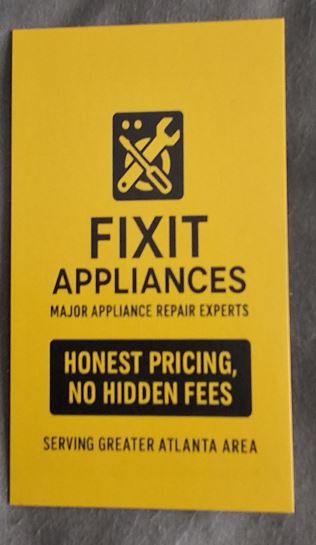 FIXIT
APPLIANCES
MAJOR APPLIANCE REPAIR EXPERTS
HONEST PRICING,
NO HIDDEN FEES
SERVING GREATER ATLANTA AREA